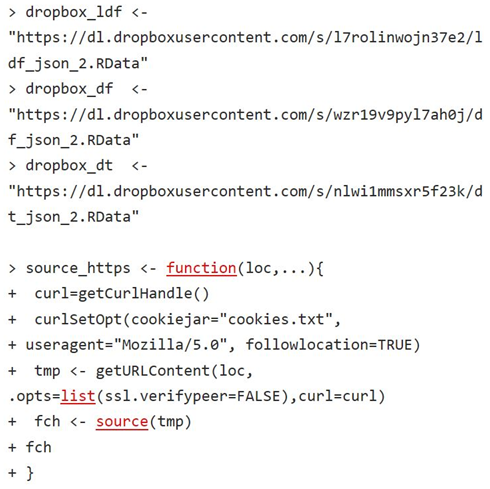 > dropbox_ldf <-
"https://dl.dropboxusercontent.com/s/l7rolinwojn37e2/l
df_json_2.RData"
> dropbox_df  <-
"https://dl.dropboxusercontent.com/s/wzr19v9pyl7ah0j/d
f_json_2.RData"
> dropbox_dt  <-
"https://dl.dropboxusercontent.com/s/nlwi1mmsxr5f23k/d
t_json_2.RData"

> source_https <- function(loc,...){
+  curl=getCurlHandle()
+  curlSetOpt(cookiejar="cookies.txt",
+ useragent="Mozilla/5.0", followlocation=TRUE)
+  tmp <- getURLContent(loc,
.opts=list(ssl.verifypeer=FALSE),curl=curl)
+  fch <- source(tmp)
+ fch
+ }